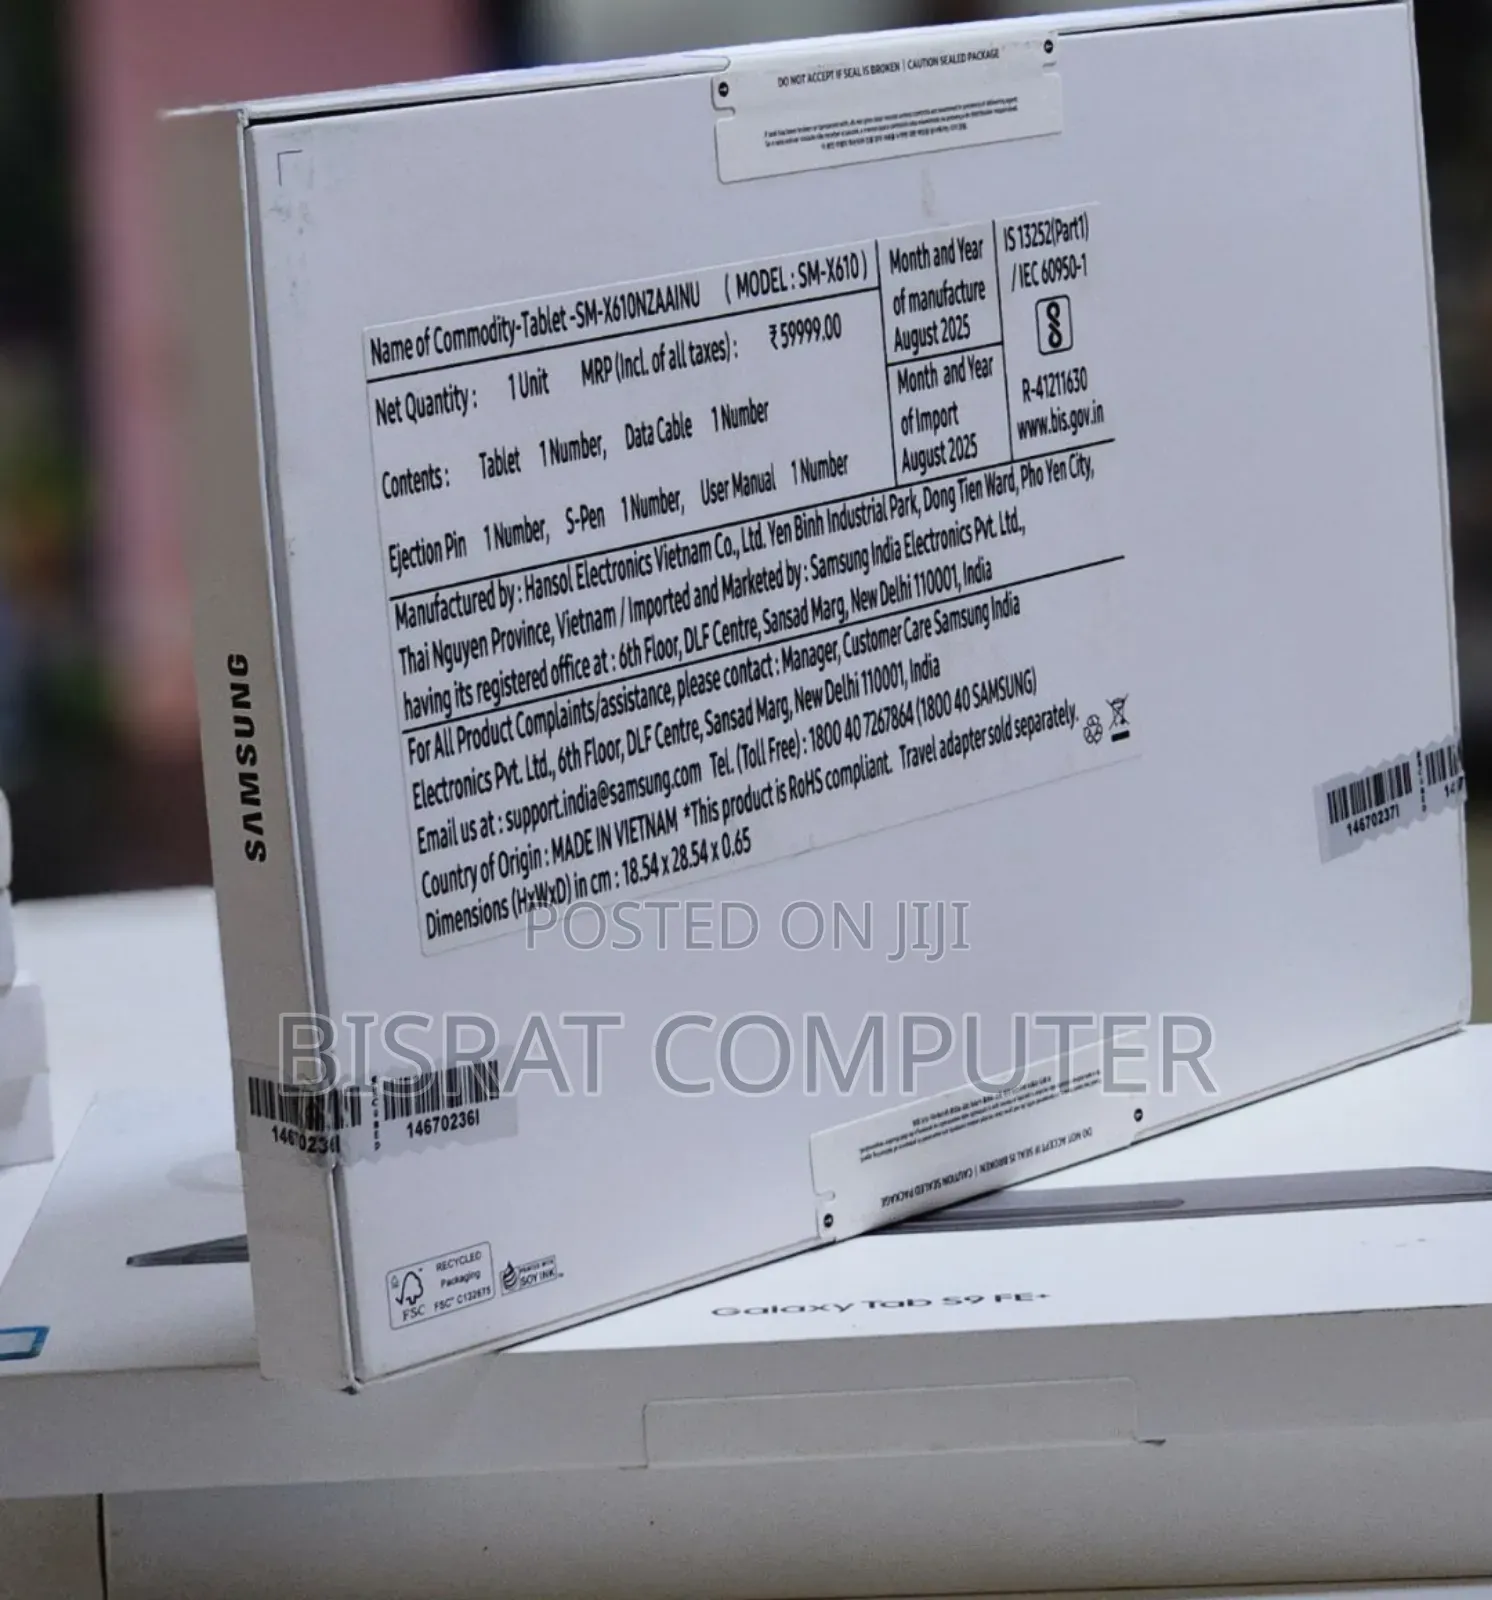 DO NOT ACCEPT IF SEAL IS BROKEN | CAUTION SEALED PACKAGE
Name of Commodity-Tablet -SM-X610NZAAINU ( MODEL : SM-X610 )
Net Quantity : 1 Unit MRP (Incl. of all taxes) : ₹ 59999.00
Contents : Tablet 1 Number, Data Cable 1 Number
Ejection Pin 1 Number, S-Pen 1 Number, User Manual 1 Number
Month and Year
of manufacture
August 2025
Month and Year
of Import
August 2025
IS 13252(Part1)
/ IEC 60950-1
R-41211630
www.bis.gov.in
Manufactured by : Hansol Electronics Vietnam Co., Ltd. Yen Binh Industrial Park, Dong Tien Ward, Pho Yen City,
Thai Nguyen Province, Vietnam / Imported and Marketed by : Samsung India Electronics Pvt. Ltd.,
having its registered office at : 6th Floor, DLF Centre, Sansad Marg, New Delhi 110001, India
For All Product Complaints/assistance, please contact : Manager, Customer Care Samsung India
Electronics Pvt. Ltd., 6th Floor, DLF Centre, Sansad Marg, New Delhi 110001, India
Email us at : support.india@samsung.com Tel. (Toll Free) : 1800 40 7267864 (1800 40 SAMSUNG)
Country of Origin : MADE IN VIETNAM *This product is RoHS compliant. Travel adapter sold separately.
Dimensions (HxWxD) in cm : 18.54 x 28.54 x 0.65
SAMSUNG
14670237I
POSTED ON JIJI
BISRAT COMPUTER
14670236I
14670236I
DO NOT ACCEPT IF SEAL IS BROKEN | CAUTION SEALED PACKAGE
RECYCLED
Packaging
FSC
FSC® C122675
PRINTED WITH
SOY INK
Galaxy Tab S9 FE+